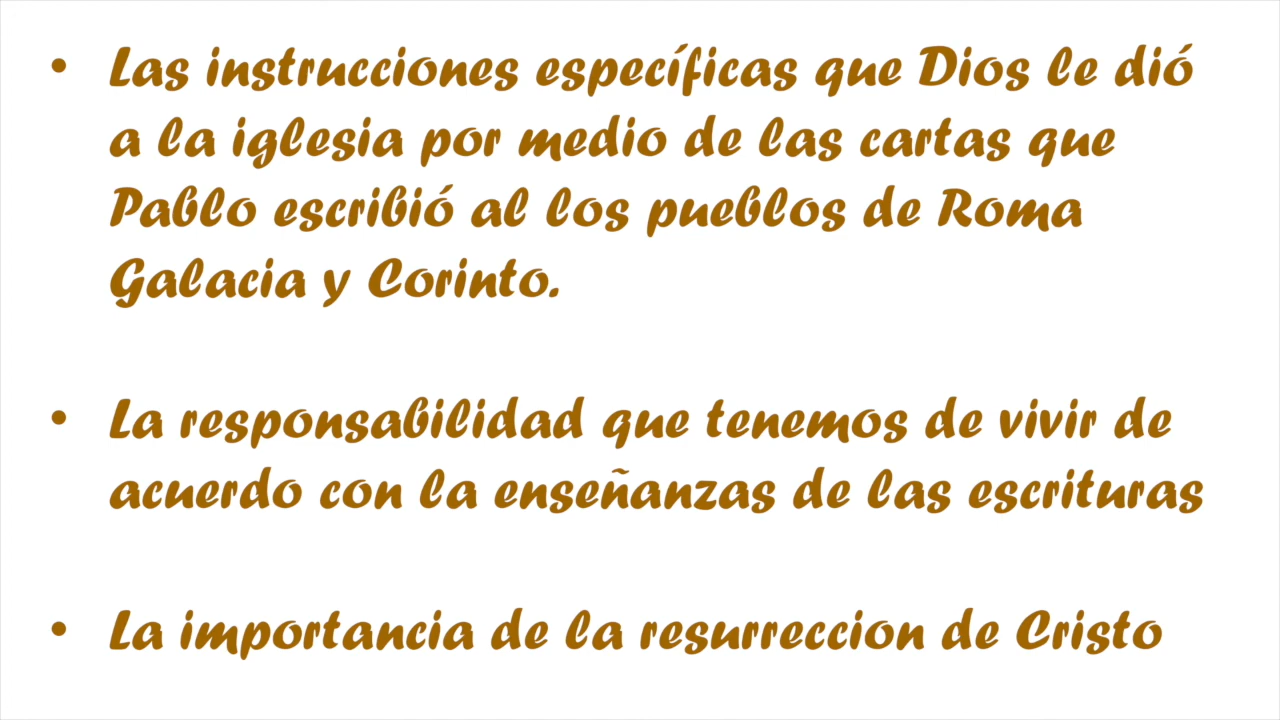 • Las instrucciones específicas que Dios le dió
a la iglesia por medio de las cartas que
Pablo escribió al los pueblos de Roma
Galacia y Corinto.
• La responsabilidad que tenemos de vivir de
acuerdo con la enseñanzas de las escrituras
• La importancia de la resurreccion de Cristo